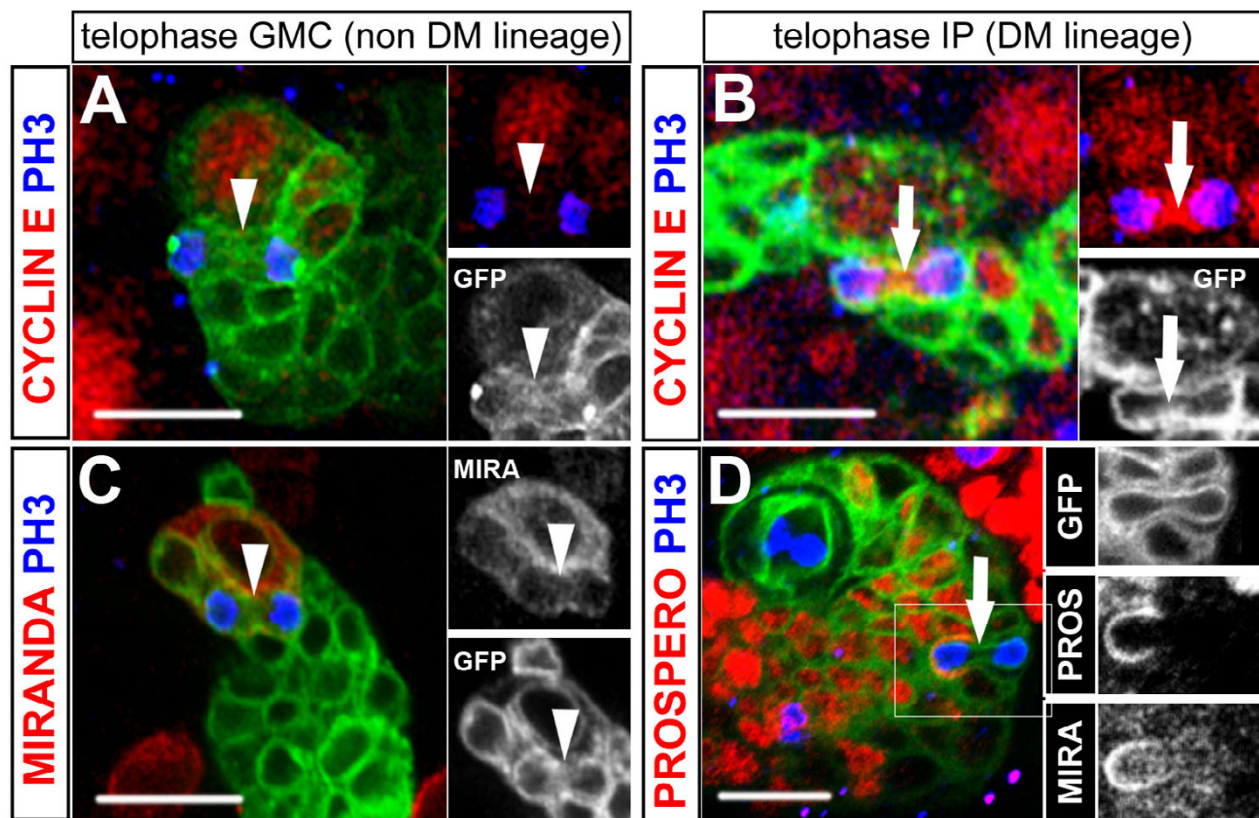 telophase GMC (non DM lineage)
telophase IP (DM lineage)
CYCLIN E PH3
A
GFP
CYCLIN E PH3
B
GFP
MIRANDA PH3
C
MIRA
GFP
PROSPERO PH3
D
GFP
PROS
MIRA